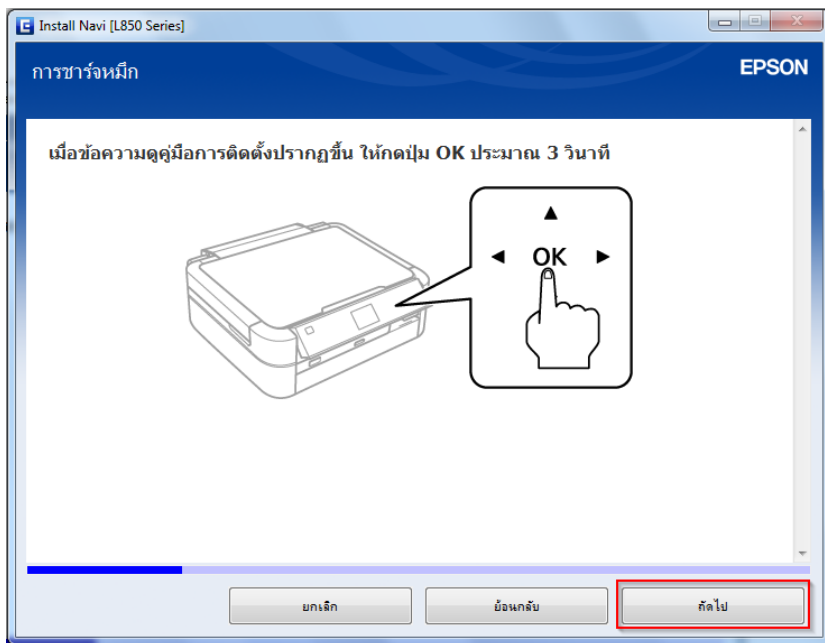 Install Navi [L850 Series]
การชาร์จหมึก
EPSON
เมื่อข้อความดูคู่มือการติดตั้งปรากฏขึ้น ให้กดปุ่ม OK ประมาณ 3 วินาที
OK
ยกเลิก
ย้อนกลับ
ถัดไป